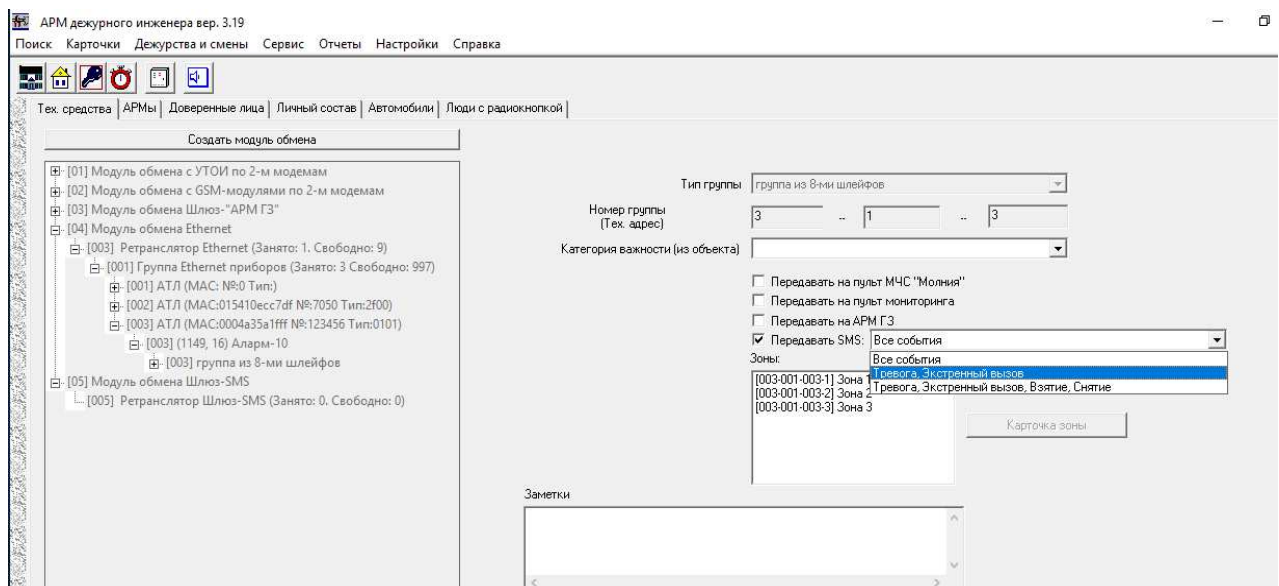 АРМ дежурного инженера вер. 3.19
Поиск Карточки Дежурства и смены Сервис Отчеты Настройки Справка
Тех. средства АРМы Доверенные лица Личный состав Автомобили Люди с радиокнопкой
Создать модуль обмена
[01] Модуль обмена с УТОИ по 2-м модемам
[02] Модуль обмена с GSM-модулями по 2-м модемам
[03] Модуль обмена Шлюз-"АРМ ГЗ"
[04] Модуль обмена Ethernet
[003] Ретранслятор Ethernet (Занято: 1. Свободно: 9)
[001] Группа Ethernet приборов (Занято: 3 Свободно: 997)
[001] АТЛ (MAC: №:0 Тип:)
[002] АТЛ (MAC:015410ecc7df №:7050 Тип:2f00)
[003] АТЛ (MAC:0004a35a1fff №:123456 Тип:0101)
[003] (1149, 16) Аларм-10
[003] группа из 8-ми шлейфов
[05] Модуль обмена Шлюз-SMS
[005] Ретранслятор Шлюз-SMS (Занято: 0. Свободно: 0)
Тип группы группа из 8-ми шлейфов
Номер группы
(Тех. адрес) 3 .. 1 .. 3
Категория важности (из объекта)
Передавать на пульт МЧС "Молния"
Передавать на пульт мониторинга
Передавать на АРМ ГЗ
Передавать SMS: Все события
Все события
Тревога, Экстренный вызов
Тревога, Экстренный вызов, Взятие, Снятие
Зоны:
[003-001-003-1] Зона 1
[003-001-003-2] Зона 2
[003-001-003-3] Зона 3
Карточка зоны
Заметки